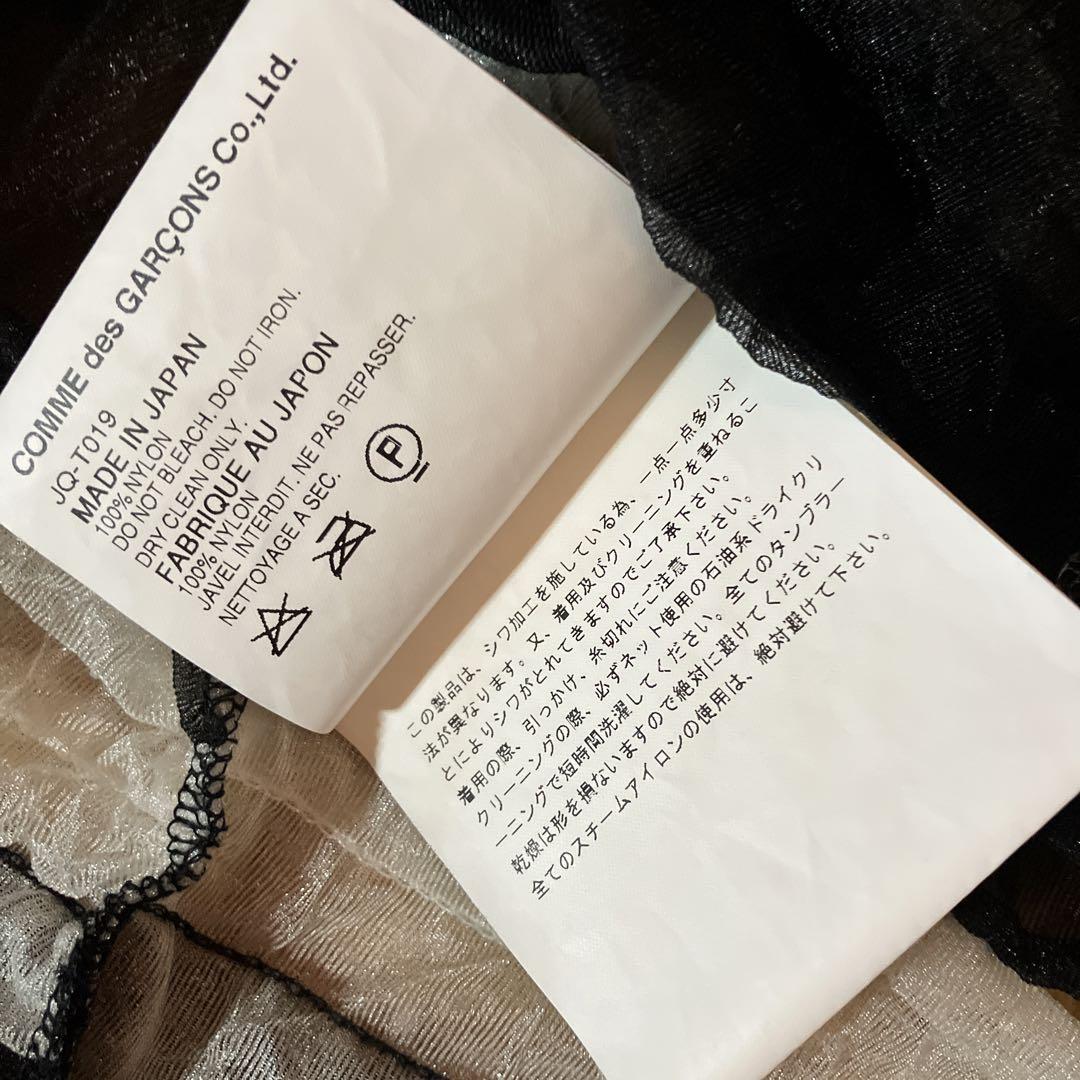 COMME des GARÇONS Co.,Ltd.
JQ-T019
MADE IN JAPAN
100% NYLON
DO NOT BLEACH. DO NOT IRON.
DRY CLEAN ONLY.
FABRIQUE AU JAPON
100% NYLON
JAVEL INTERDIT. NE PAS REPASSER.
NETTOYAGE A SEC.
P
この製品は、シワ加工を施している為、一点一点多少寸
法が異なります。又、着用及びクリーニングを重ねるこ
とによりシワがとれてきますのでご了承下さい。
着用の際、引っかけ、糸切れにご注意ください。
クリーニングの際、必ずネット使用の石油系ドライクリ
ーニングで短時間洗濯してください。全てのタンブラー
乾燥は形を損ないますので絶対に避けてください。
全てのスチームアイロンの使用は、絶対避けて下さい。